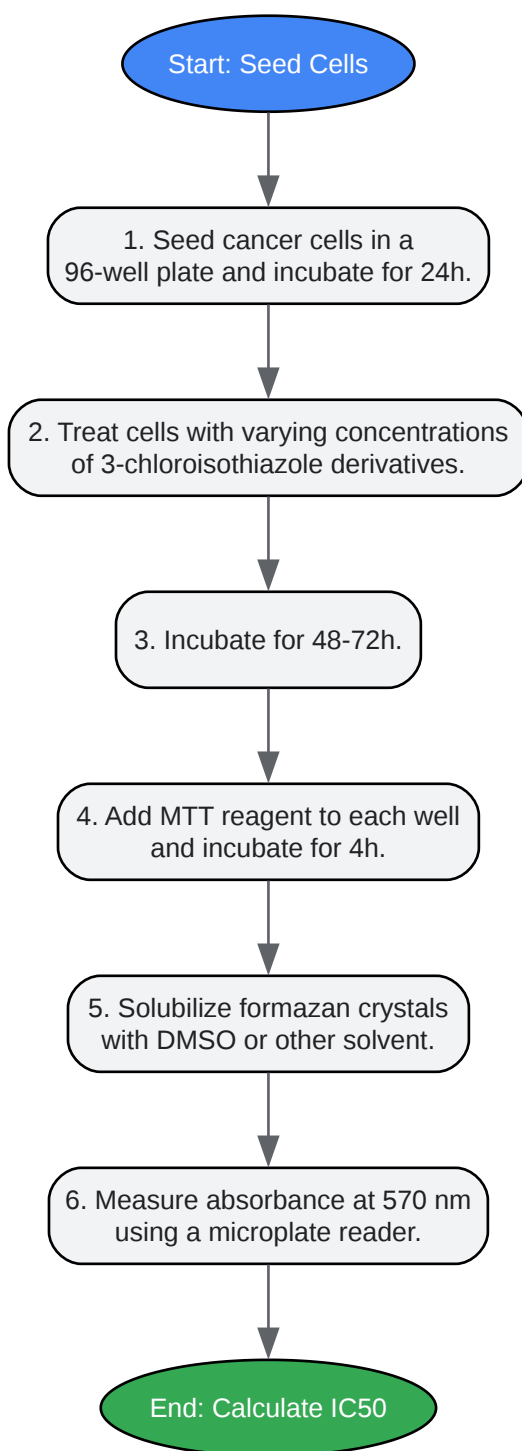 Start: Seed Cells
1. Seed cancer cells in a
96-well plate and incubate for 24h.
2. Treat cells with varying concentrations
of 3-chloroisothiazole derivatives.
3. Incubate for 48-72h.
4. Add MTT reagent to each well
and incubate for 4h.
5. Solubilize formazan crystals
with DMSO or other solvent.
6. Measure absorbance at 570 nm
using a microplate reader.
End: Calculate IC50